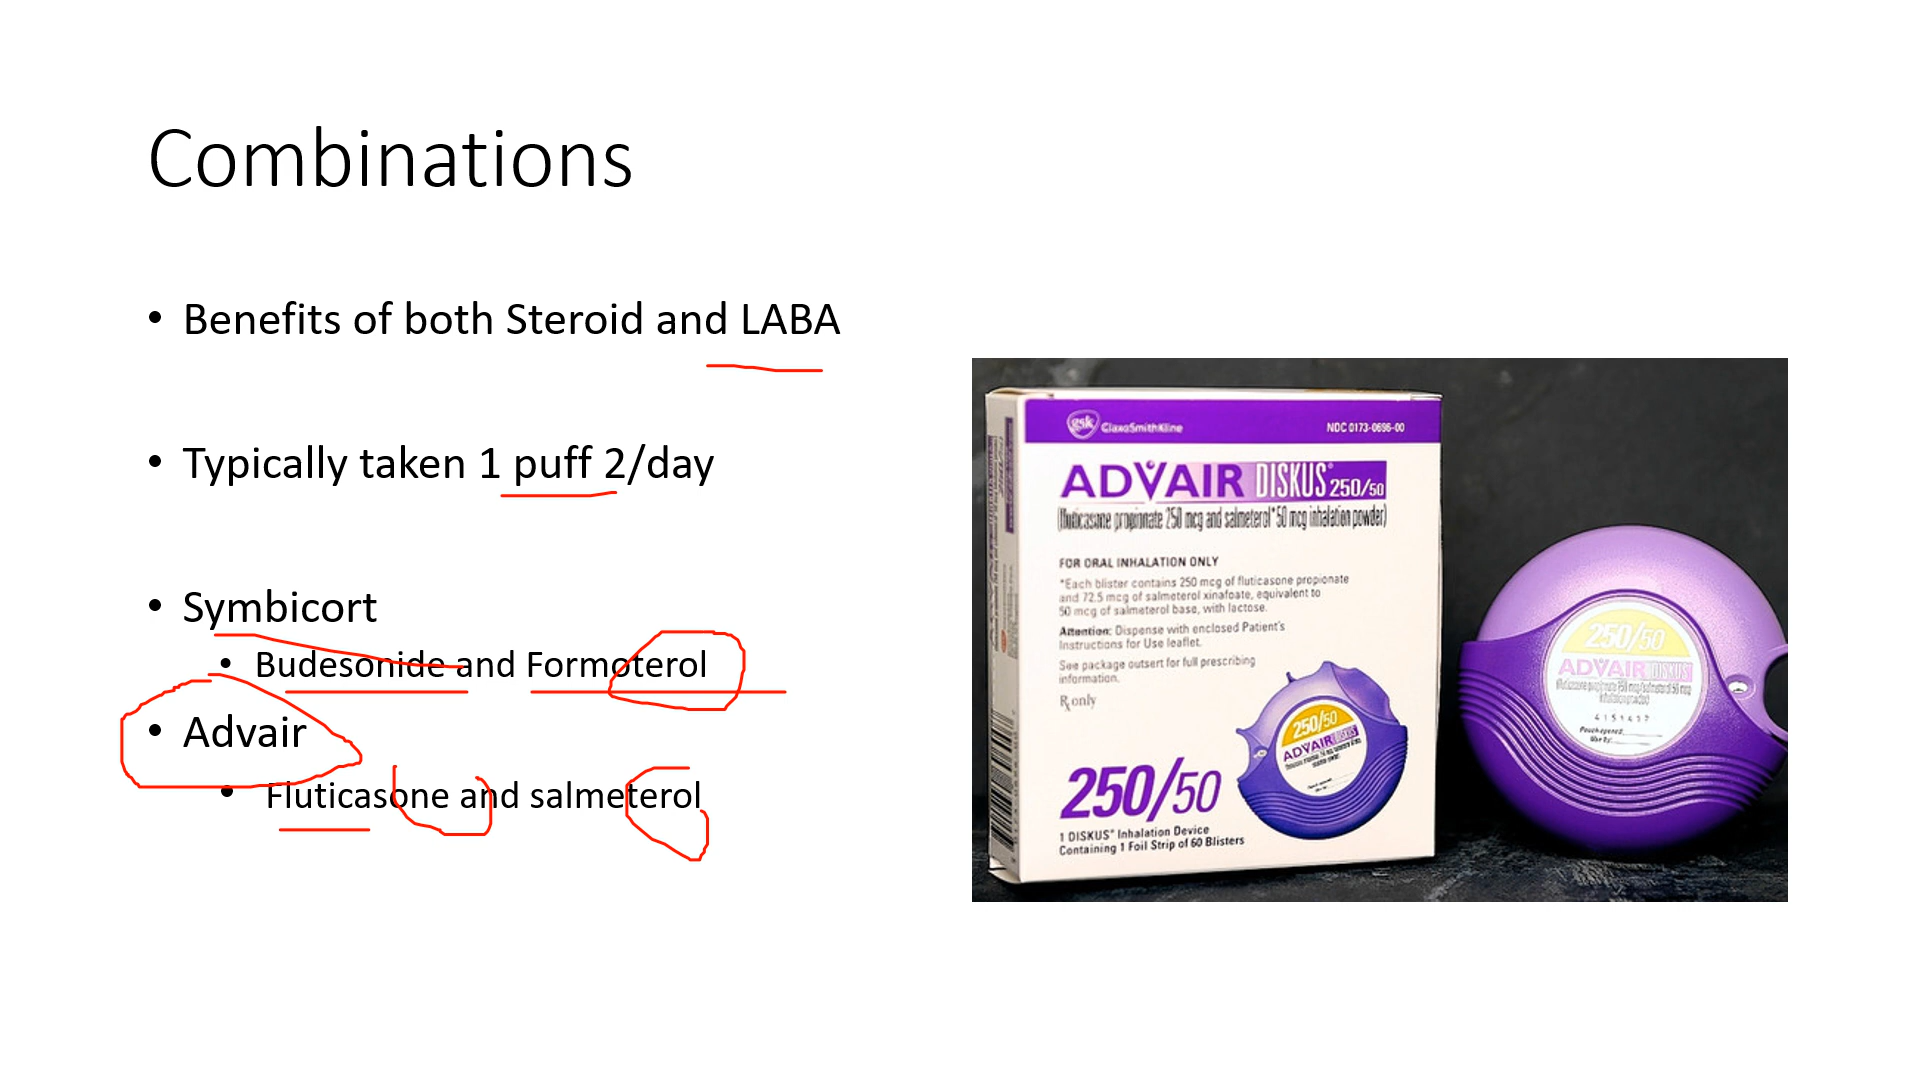 Combinations
• Benefits of both Steroid and LABA
• Typically taken 1 puff 2/day
• Symbicort
• Budesonide and Formoterol
• Advair
• Fluticasone and salmeterol
gsk GlaxoSmithKline
NDC 0173-0696-00
ADVAIR DISKUS® 250/50
(fluticasone propionate 250 mcg and salmeterol* 50 mcg inhalation powder)
FOR ORAL INHALATION ONLY
*Each blister contains 250 mcg of fluticasone propionate
and 72.5 mcg of salmeterol xinafoate, equivalent to
50 mcg of salmeterol base, with lactose.
Attention: Dispense with enclosed Patient's
Instructions for Use leaflet.
See package outsert for full prescribing
information.
Rx only
250/50
ADVAIR DISKUS
250/50
1 DISKUS® Inhalation Device
Containing 1 Foil Strip of 60 Blisters
250/50
ADVAIR DISKUS
Pouch opened:
Use by: